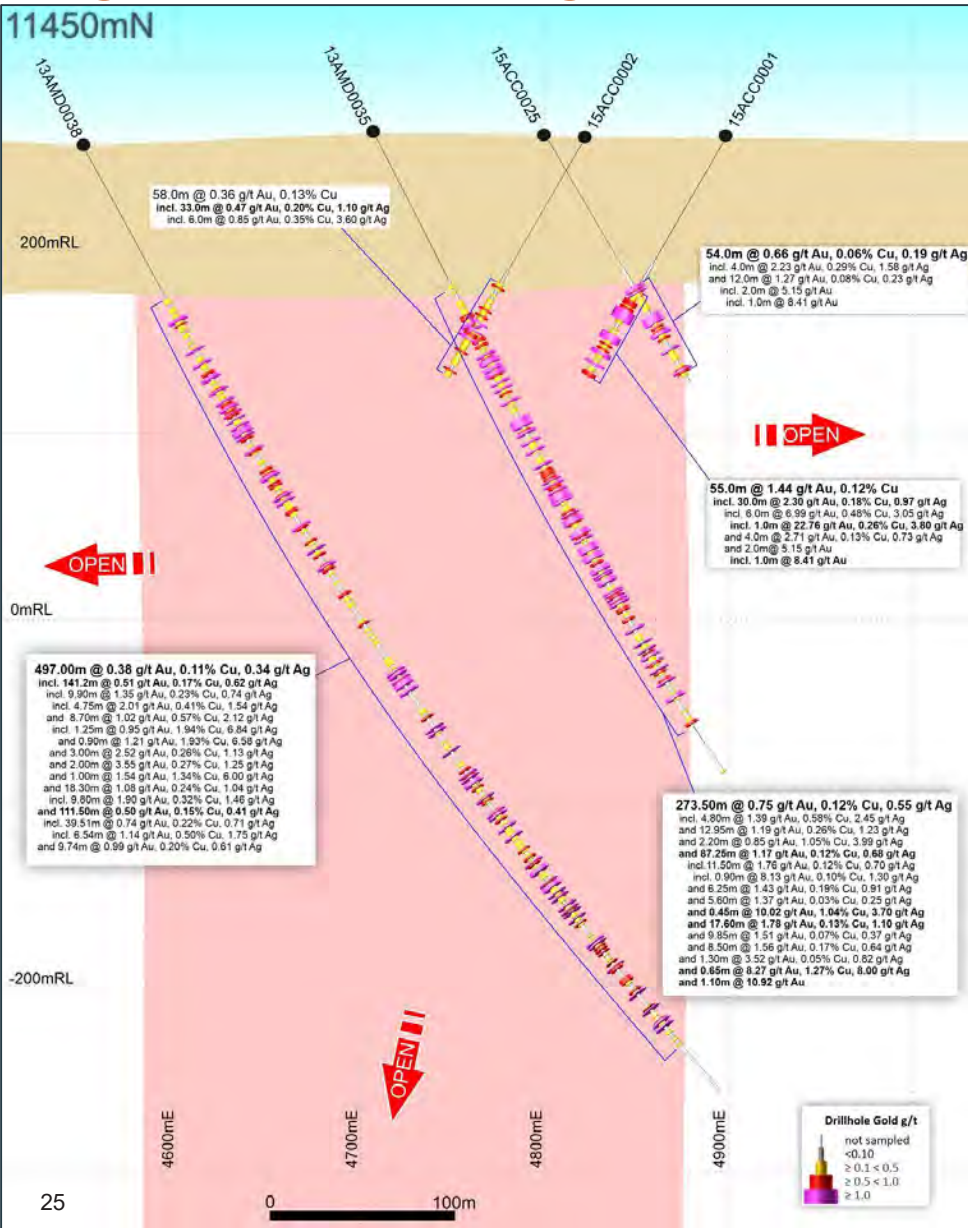 11450mN
13AMD0038
13AMD0035
15ACC0025
15ACC0002
15ACC0001
58.0m @ 0.36 g/t Au, 0.13% Cu
incl. 33.0m @ 0.47 g/t Au, 0.20% Cu, 1.10 g/t Ag
incl. 6.0m @ 0.85 g/t Au, 0.35% Cu, 3.60 g/t Ag
200mRL
54.0m @ 0.66 g/t Au, 0.06% Cu, 0.19 g/t Ag
incl. 4.0m @ 2.23 g/t Au, 0.29% Cu, 1.58 g/t Ag
and 12.0m @ 1.27 g/t Au, 0.08% Cu, 0.23 g/t Ag
incl. 2.0m @ 5.15 g/t Au
incl. 1.0m @ 8.41 g/t Au
OPEN
55.0m @ 1.44 g/t Au, 0.12% Cu
incl. 30.0m @ 2.30 g/t Au, 0.18% Cu, 0.97 g/t Ag
incl. 6.0m @ 6.99 g/t Au, 0.48% Cu, 3.05 g/t Ag
incl. 1.0m @ 22.76 g/t Au, 0.26% Cu, 3.80 g/t Ag
and 4.0m @ 2.71 g/t Au, 0.13% Cu, 0.73 g/t Ag
and 2.0m@ 5.15 g/t Au
incl. 1.0m @ 8.41 g/t Au
OPEN
0mRL
497.00m @ 0.38 g/t Au, 0.11% Cu, 0.34 g/t Ag
incl. 141.2m @ 0.51 g/t Au, 0.17% Cu, 0.62 g/t Ag
incl. 9.90m @ 1.35 g/t Au, 0.23% Cu, 0.74 g/t Ag
incl. 4.75m @ 2.01 g/t Au, 0.41% Cu, 1.54 g/t Ag
and 8.70m @ 1.02 g/t Au, 0.57% Cu, 2.12 g/t Ag
incl. 1.25m @ 0.95 g/t Au, 1.94% Cu, 6.84 g/t Ag
and 0.90m @ 1.21 g/t Au, 1.93% Cu, 6.58 g/t Ag
and 3.00m @ 2.52 g/t Au, 0.26% Cu, 1.13 g/t Ag
and 2.00m @ 3.55 g/t Au, 0.27% Cu, 1.25 g/t Ag
and 1.00m @ 1.54 g/t Au, 1.34% Cu, 6.00 g/t Ag
and 18.30m @ 1.08 g/t Au, 0.24% Cu, 1.04 g/t Ag
incl. 9.80m @ 1.90 g/t Au, 0.32% Cu, 1.46 g/t Ag
and 111.50m @ 0.50 g/t Au, 0.15% Cu, 0.41 g/t Ag
incl. 39.51m @ 0.74 g/t Au, 0.22% Cu, 0.71 g/t Ag
incl. 6.54m @ 1.14 g/t Au, 0.50% Cu, 1.75 g/t Ag
and 9.74m @ 0.99 g/t Au, 0.20% Cu, 0.61 g/t Ag
273.50m @ 0.75 g/t Au, 0.12% Cu, 0.55 g/t Ag
incl. 4.80m @ 1.39 g/t Au, 0.58% Cu, 2.45 g/t Ag
and 12.95m @ 1.19 g/t Au, 0.26% Cu, 1.23 g/t Ag
and 2.20m @ 0.85 g/t Au, 1.05% Cu, 3.99 g/t Ag
and 87.25m @ 1.17 g/t Au, 0.12% Cu, 0.68 g/t Ag
incl.11.50m @ 1.76 g/t Au, 0.12% Cu, 0.70 g/t Ag
incl. 0.90m @ 8.13 g/t Au, 0.10% Cu, 1.30 g/t Ag
and 6.25m @ 1.43 g/t Au, 0.19% Cu, 0.91 g/t Ag
and 5.60m @ 1.37 g/t Au, 0.03% Cu, 0.25 g/t Ag
and 0.45m @ 10.02 g/t Au, 1.04% Cu, 3.70 g/t Ag
and 17.60m @ 1.78 g/t Au, 0.13% Cu, 1.10 g/t Ag
and 9.85m @ 1.51 g/t Au, 0.07% Cu, 0.37 g/t Ag
and 8.50m @ 1.56 g/t Au, 0.17% Cu, 0.64 g/t Ag
and 1.30m @ 3.52 g/t Au, 0.05% Cu, 0.82 g/t Ag
and 0.65m @ 8.27 g/t Au, 1.27% Cu, 8.00 g/t Ag
and 1.10m @ 10.92 g/t Au
-200mRL
OPEN
4600mE
4700mE
4800mE
4900mE
Drillhole Gold g/t
not sampled
<0.10
≥ 0.1 < 0.5
≥ 0.5 < 1.0
≥ 1.0
25
0
100m